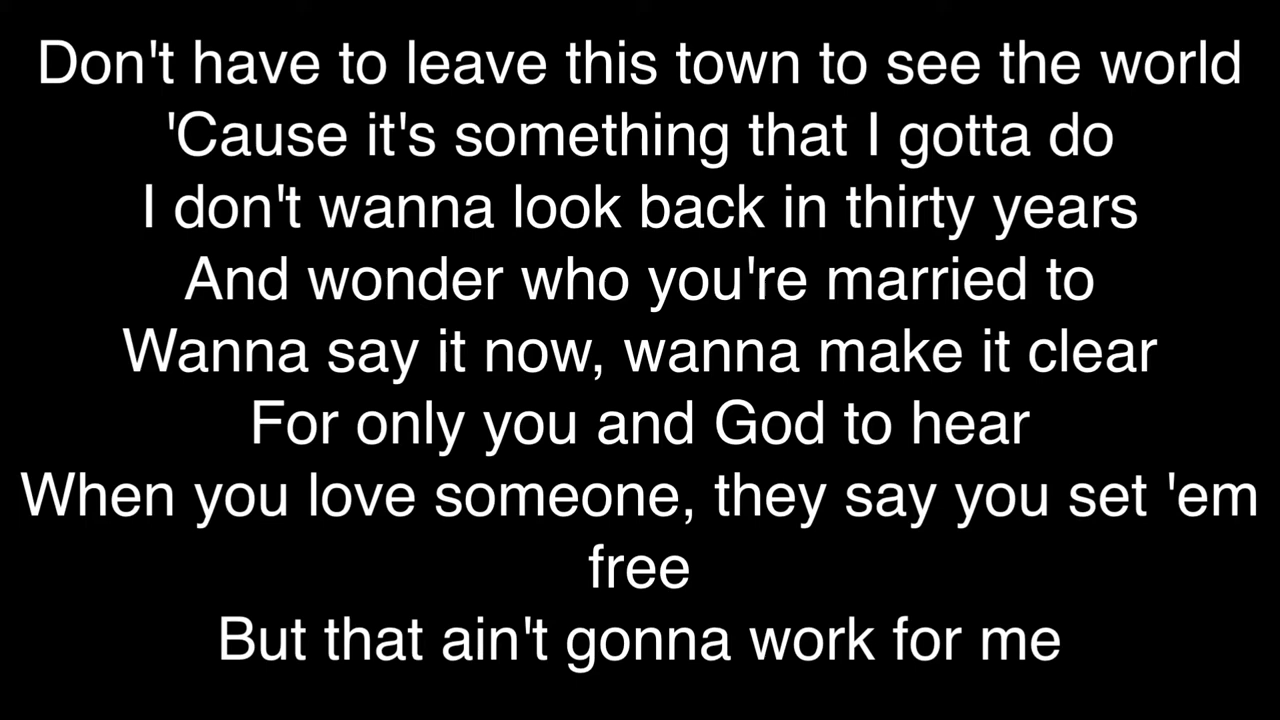 Don't have to leave this town to see the world
'Cause it's something that I gotta do
I don't wanna look back in thirty years
And wonder who you're married to
Wanna say it now, wanna make it clear
For only you and God to hear
When you love someone, they say you set 'em
free
But that ain't gonna work for me